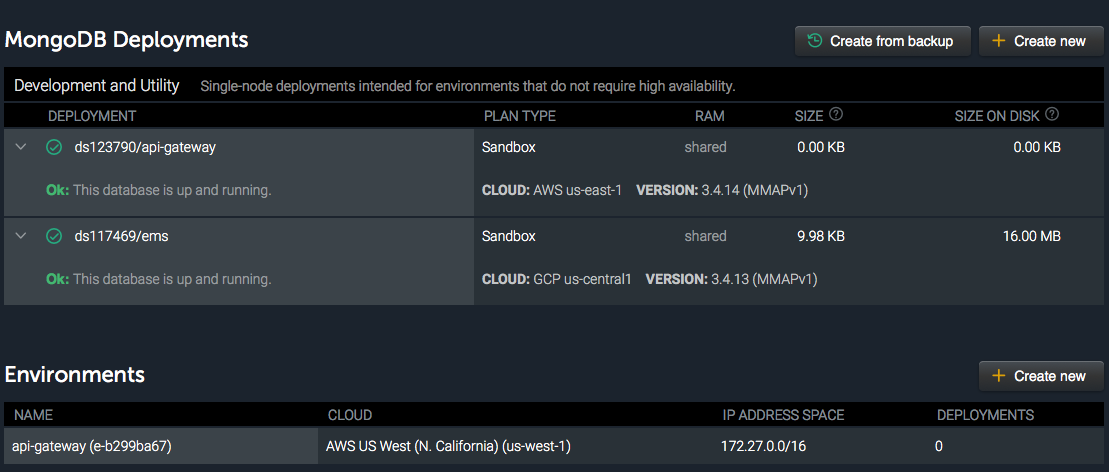 MongoDB Deployments
Create from backup
Create new
Development and Utility Single-node deployments intended for environments that do not require high availability.
DEPLOYMENT PLAN TYPE RAM SIZE ? SIZE ON DISK ?
ds123790/api-gateway Sandbox shared 0.00 KB 0.00 KB
Ok: This database is up and running. CLOUD: AWS us-east-1 VERSION: 3.4.14 (MMAPv1)
ds117469/ems Sandbox shared 9.98 KB 16.00 MB
Ok: This database is up and running. CLOUD: GCP us-central1 VERSION: 3.4.13 (MMAPv1)
Environments
Create new
NAME CLOUD IP ADDRESS SPACE DEPLOYMENTS
api-gateway (e-b299ba67) AWS US West (N. California) (us-west-1) 172.27.0.0/16 0